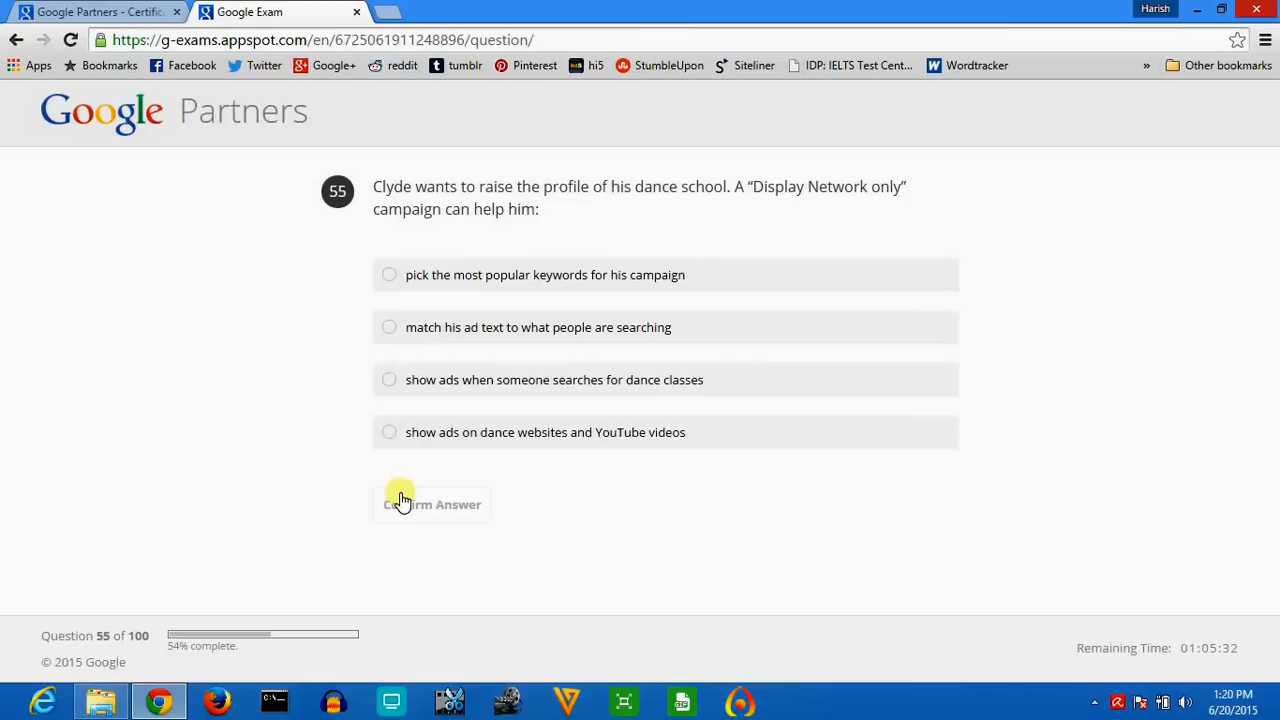 Google Partners - Certific
Google Exam
Harish
https://g-exams.appspot.com/en/6725061911248896/question/
Apps Bookmarks Facebook Twitter Google+ reddit tumblr Pinterest hi5 StumbleUpon Siteliner IDP: IELTS Test Cent... Wordtracker » Other bookmarks
Google Partners
55 Clyde wants to raise the profile of his dance school. A “Display Network only”
campaign can help him:
pick the most popular keywords for his campaign
match his ad text to what people are searching
show ads when someone searches for dance classes
show ads on dance websites and YouTube videos
Confirm Answer
Question 55 of 100
54% complete.
© 2015 Google
Remaining Time: 01:05:32
1:20 PM
6/20/2015